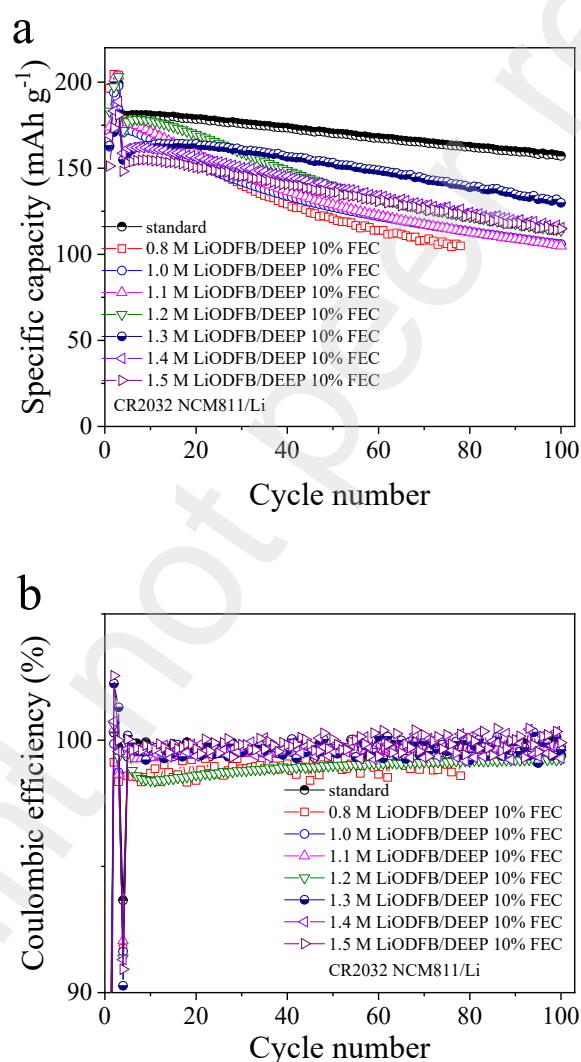 a
Specific capacity (mAh g⁻¹)
200
150
100
50
0
standard
0.8 M LiODFB/DEEP 10% FEC
1.0 M LiODFB/DEEP 10% FEC
1.1 M LiODFB/DEEP 10% FEC
1.2 M LiODFB/DEEP 10% FEC
1.3 M LiODFB/DEEP 10% FEC
1.4 M LiODFB/DEEP 10% FEC
1.5 M LiODFB/DEEP 10% FEC
CR2032 NCM811/Li
0 20 40 60 80 100
Cycle number
b
Coulombic efficiency (%)
100
90
standard
0.8 M LiODFB/DEEP 10% FEC
1.0 M LiODFB/DEEP 10% FEC
1.1 M LiODFB/DEEP 10% FEC
1.2 M LiODFB/DEEP 10% FEC
1.3 M LiODFB/DEEP 10% FEC
1.4 M LiODFB/DEEP 10% FEC
1.5 M LiODFB/DEEP 10% FEC
CR2032 NCM811/Li
0 20 40 60 80 100
Cycle number
not peer re